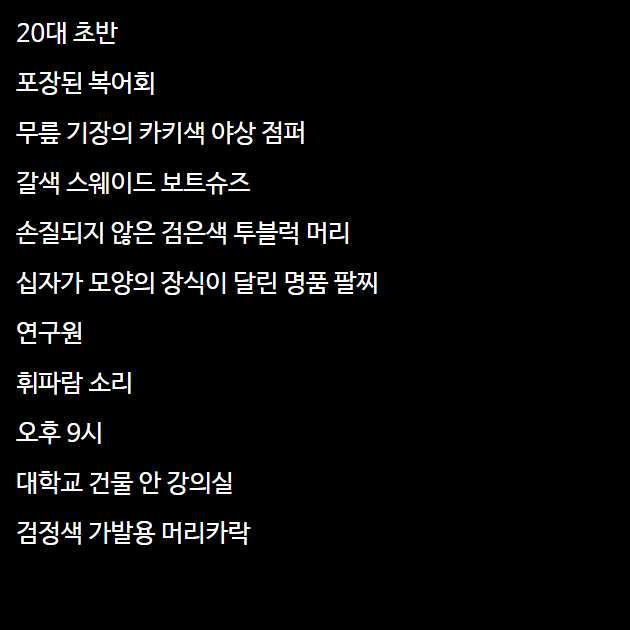 20대 초반
포장된 복어회
무릎 기장의 카키색 야상 점퍼
갈색 스웨이드 보트슈즈
손질되지 않은 검은색 투블럭 머리
십자가 모양의 장식이 달린 명품 팔찌
연구원
휘파람 소리
오후 9시
대학교 건물 안 강의실
검정색 가발용 머리카락